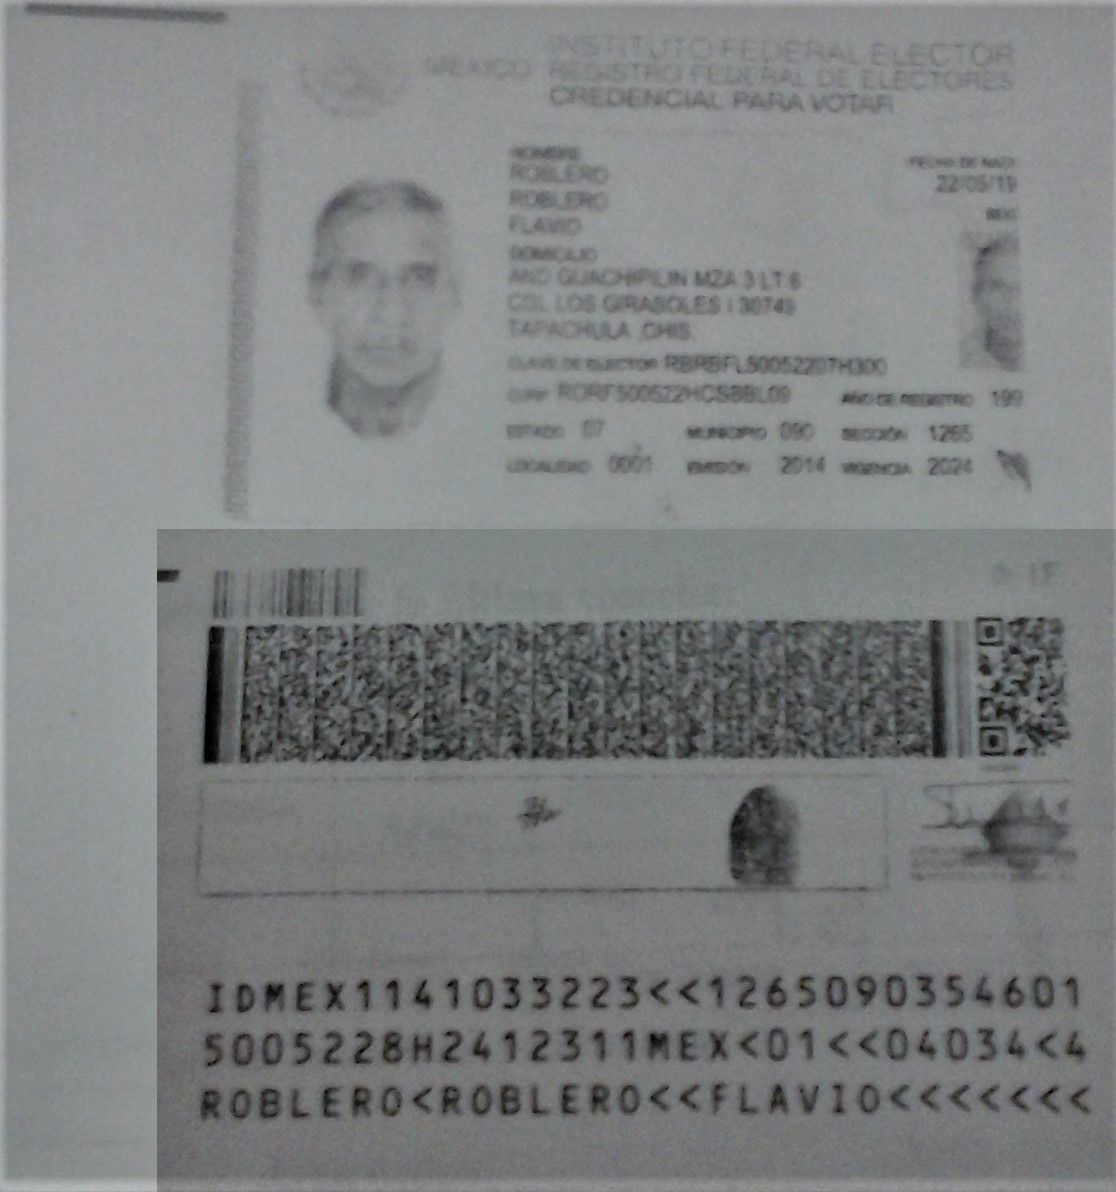 INSTITUTO FEDERAL ELECTOR
MÉXICO REGISTRO FEDERAL DE ELECTORES
CREDENCIAL PARA VOTAR
NOMBRE
ROBLERO
ROBLERO
FLAVIO
FECHA DE NACI
22/05/19
DOMICILIO
AND GUACHIPILIN MZA 3 LT 6
COL LOS GIRASOLES I 30749
TAPACHULA ,CHIS.
CLAVE DE ELECTOR RBRBFL50052207H300
CURP RORF500522HCSBBL09 AÑO DE REGISTRO 199
ESTADO 07 MUNICIPIO 090 SECCIÓN 1265
LOCALIDAD 0001 EMISIÓN 2014 VIGENCIA 2024
IDMEX1141033223<<1265090354601
5005228H2412311MEX<01<<04034<4
ROBLERO<ROBLERO<<FLAVIO<<<<<<<